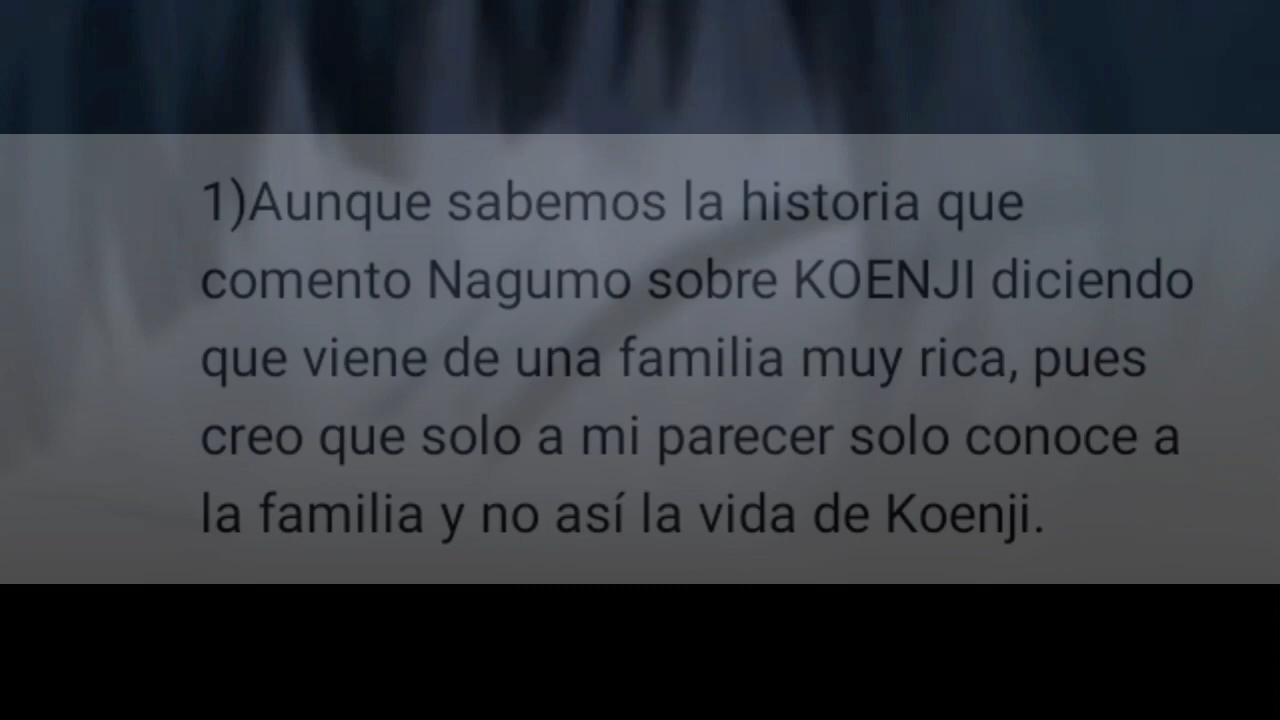 1)Aunque sabemos la historia que
comento Nagumo sobre KOENJI diciendo
que viene de una familia muy rica, pues
creo que solo a mi parecer solo conoce a
la familia y no así la vida de Koenji.